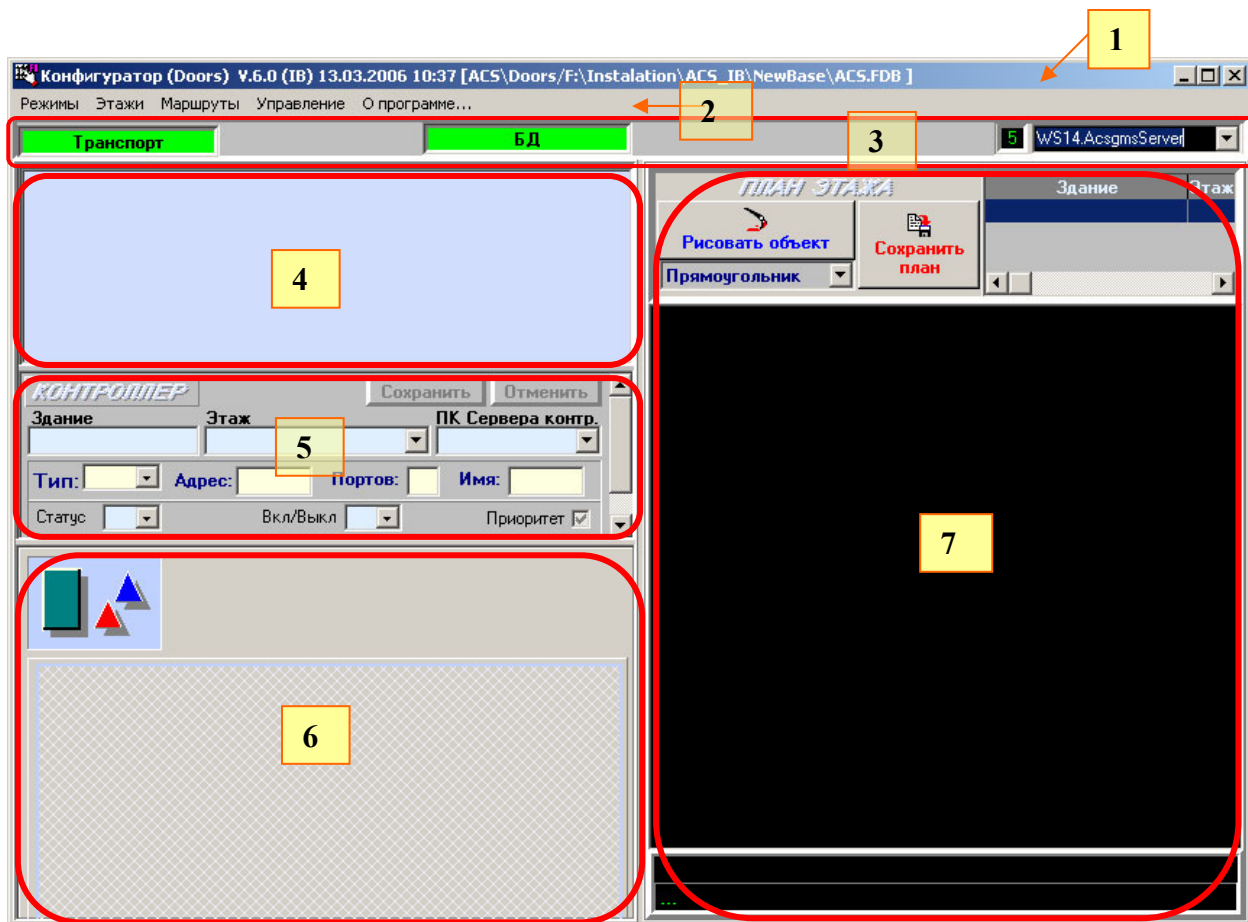 1
Конфигуратор (Doors) V.6.0 (IB) 13.03.2006 10:37 [ACS\Doors/F:\Instalation\ACS_IB\NewBase\ACS.FDB ]
Режимы Этажи Маршруты Управление О программе...
2
Транспорт БД 3 5 WS14.AcsgmsServer
ПЛАН ЭТАЖА Здание Этаж
Рисовать объект
Сохранить план
Прямоугольник
4
КОНТРОЛЛЕР Сохранить Отменить
Здание Этаж ПК Сервера контр.
5
Тип: Адрес: Портов: Имя:
Статус Вкл/Выкл Приоритет
6
7
...